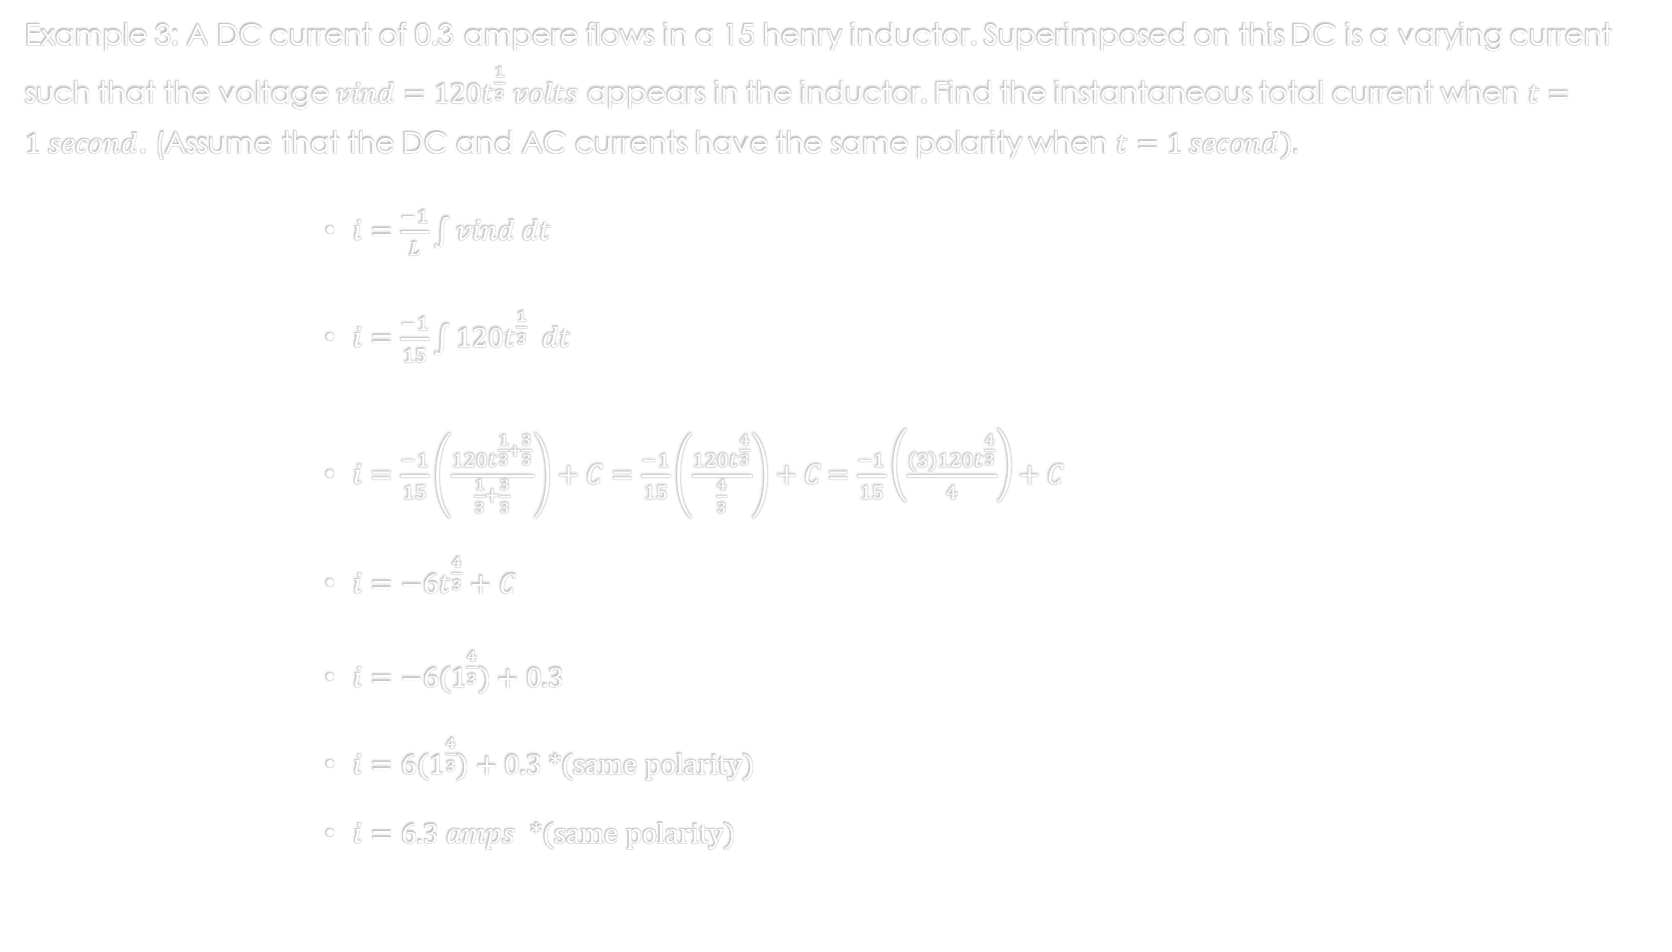 Example 3: A DC current of 0.3 ampere flows in a 15 henry inductor. Superimposed on this DC is a varying current
such that the voltage vind = 120t^(1/3) volts appears in the inductor. Find the instantaneous total current when t =
1 second. (Assume that the DC and AC currents have the same polarity when t = 1 second).
• i = −1/L ∫ vind dt
• i = −1/15 ∫ 120t^(1/3) dt
• i = −1/15 (120t^(1/3+3/3) / (1/3+3/3)) + C = −1/15 (120t^(4/3) / (4/3)) + C = −1/15 ((3)120t^(4/3) / 4) + C
• i = −6t^(4/3) + C
• i = −6(1^(4/3)) + 0.3
• i = 6(1^(4/3)) + 0.3 *(same polarity)
• i = 6.3 amps *(same polarity)